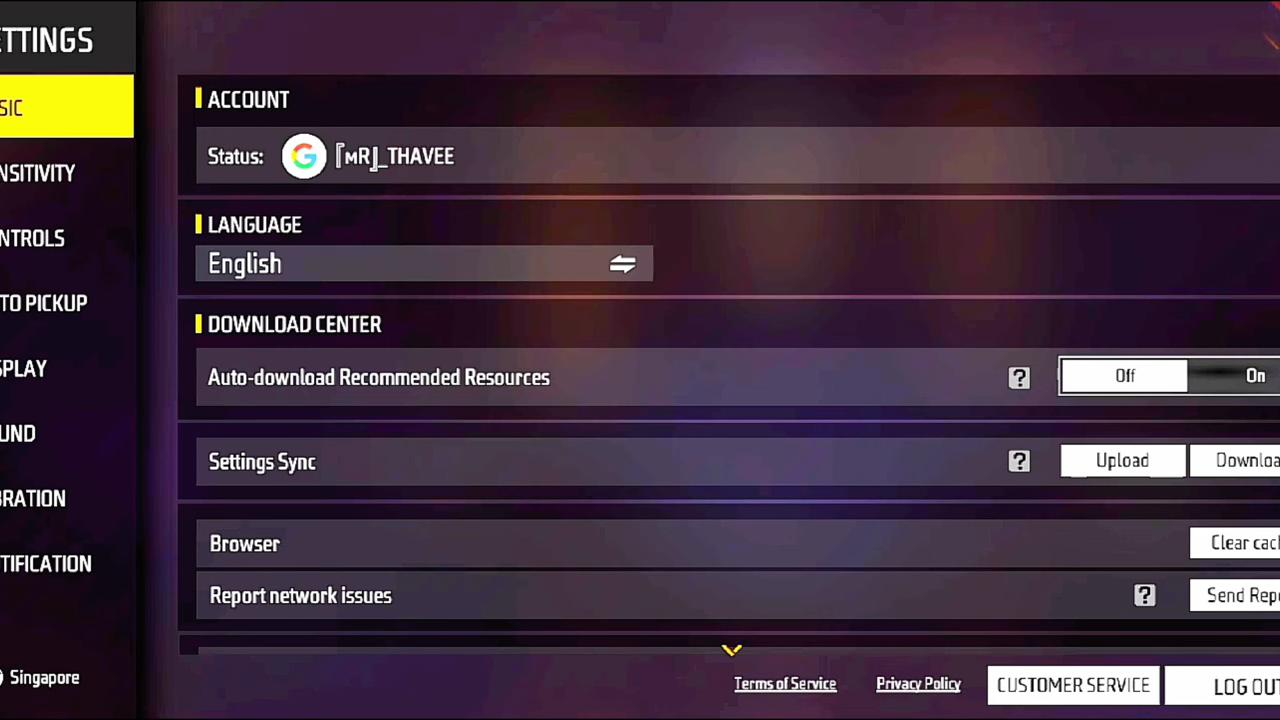 ETTINGS
SIC
NSITIVITY
NTROLS
TO PICKUP
SPLAY
UND
BRATION
TIFICATION
Singapore
ACCOUNT
Status: G『MR』_THAVEE
LANGUAGE
English
DOWNLOAD CENTER
Auto-download Recommended Resources ? Off On
Settings Sync ? Upload Downloa
Browser Clear cach
Report network issues ? Send Repo
Terms of Service Privacy Policy CUSTOMER SERVICE LOG OUT